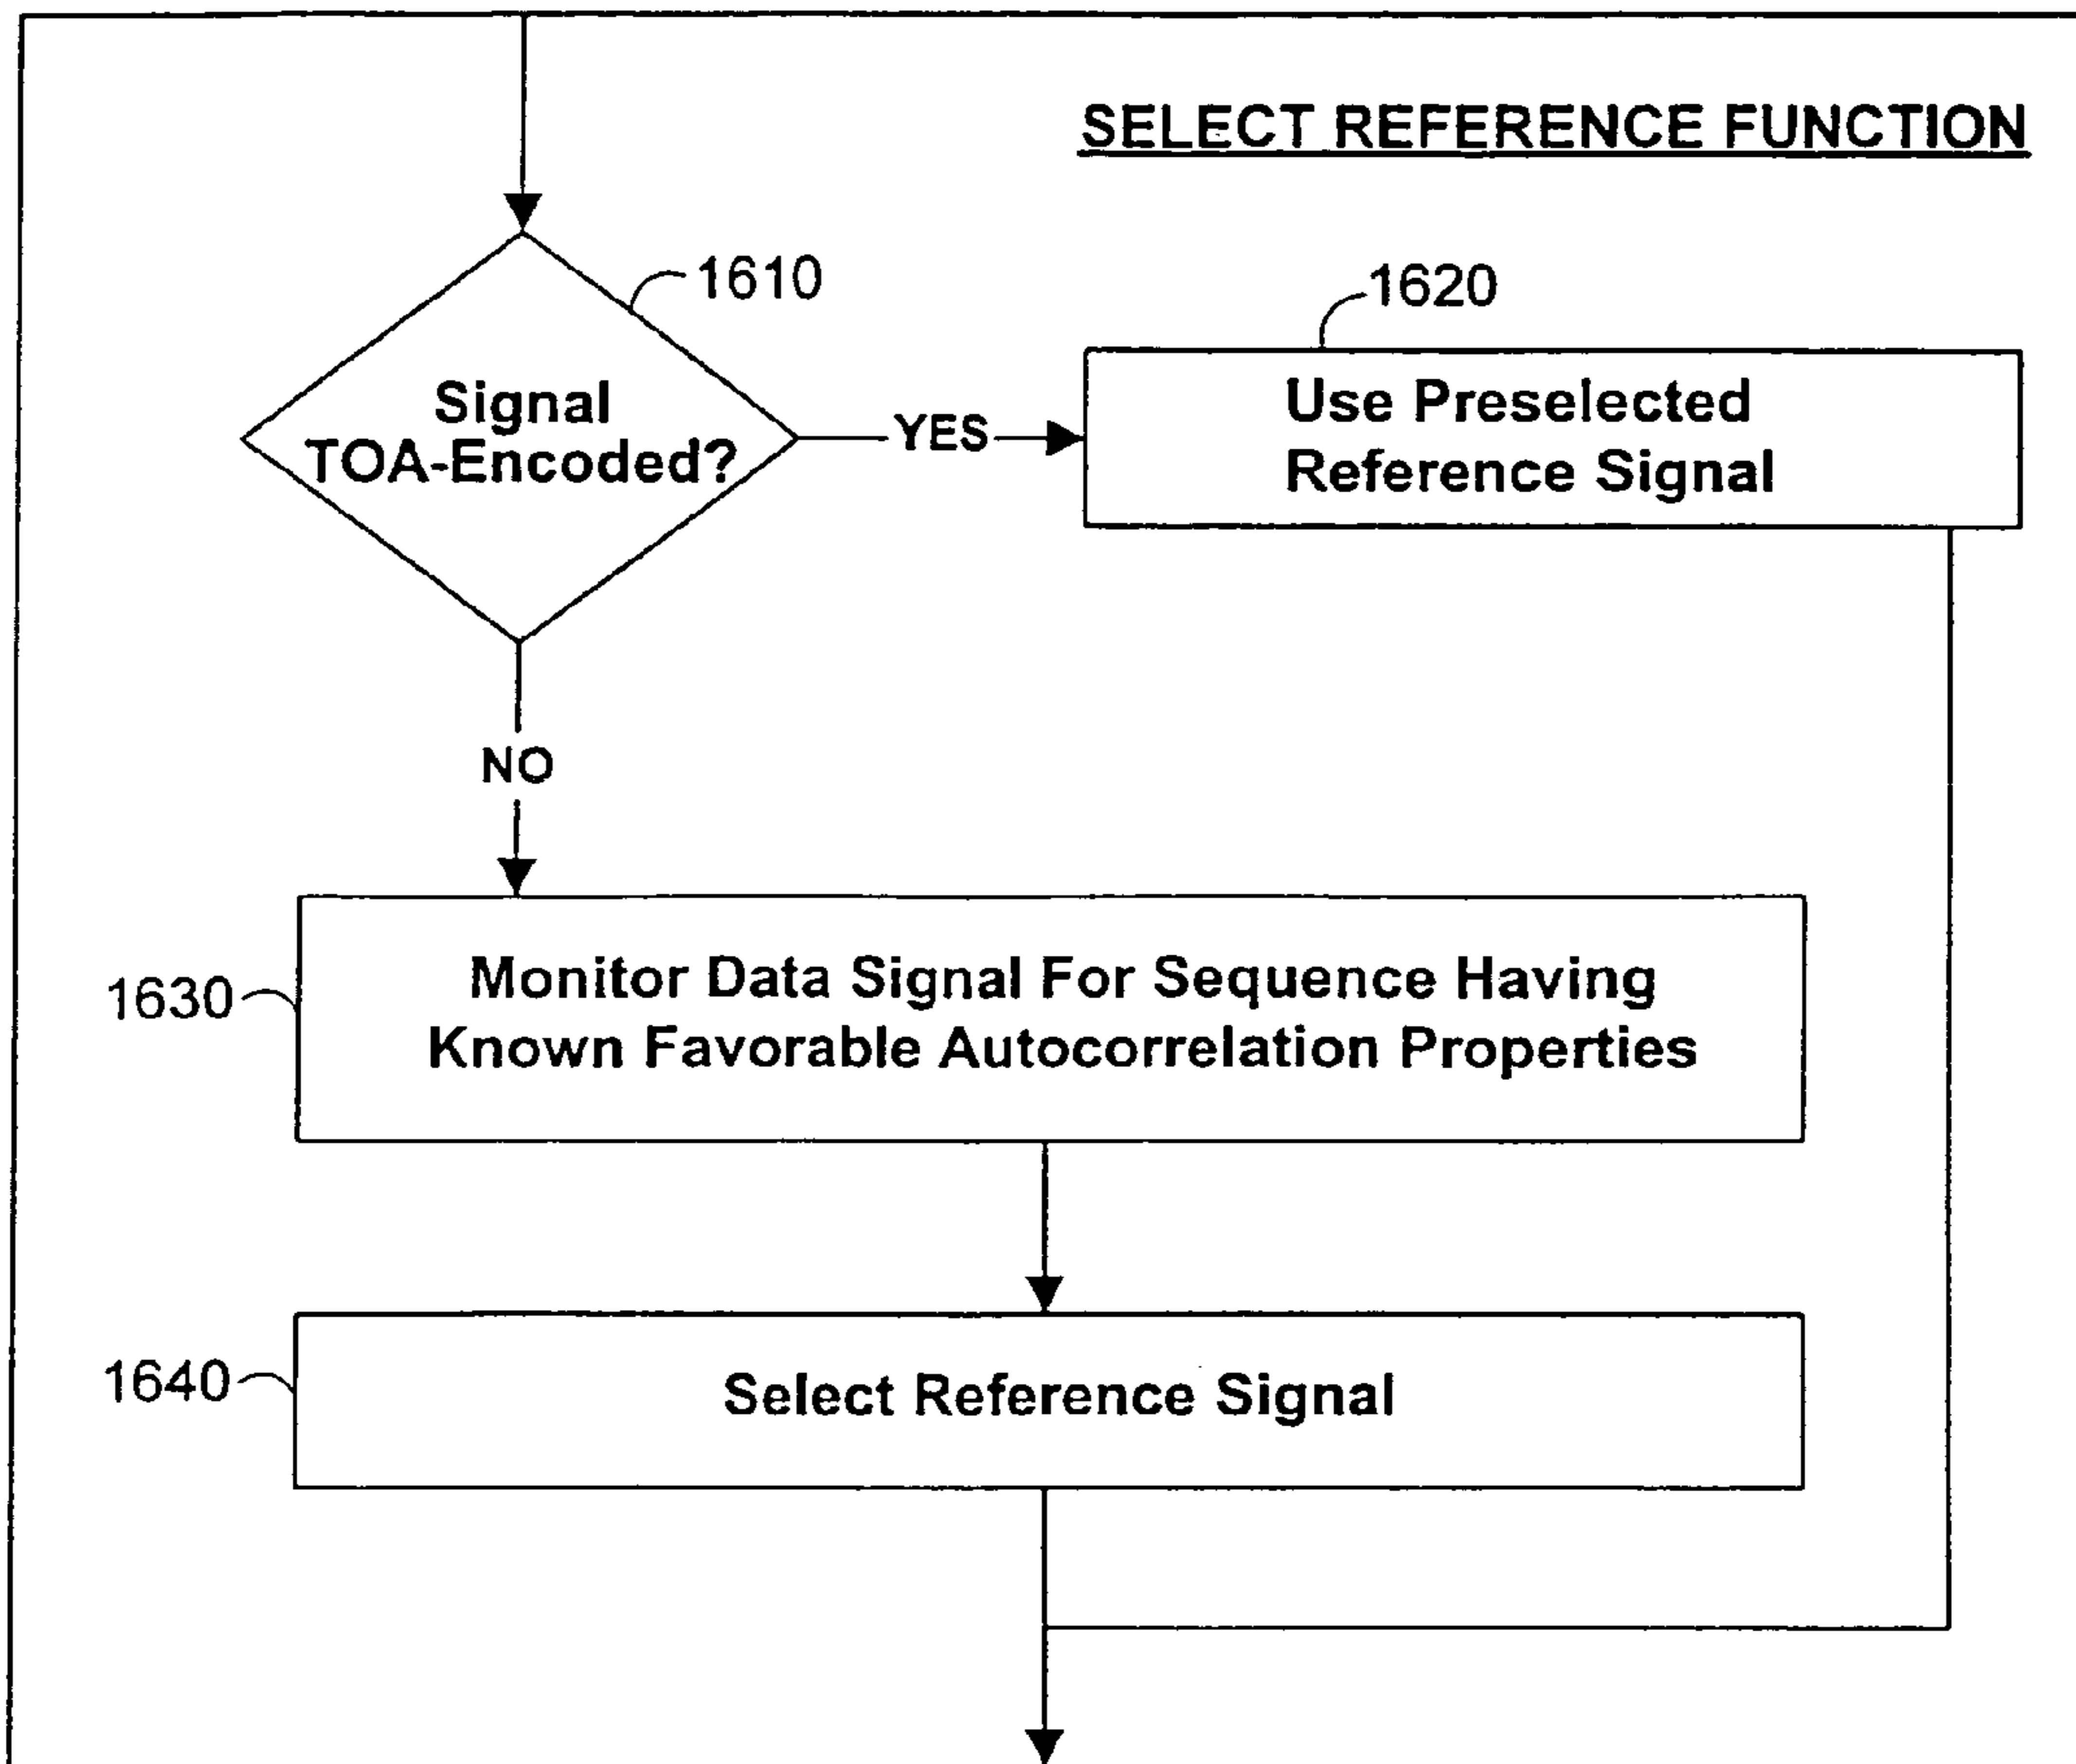 SELECT REFERENCE FUNCTION
1610
1620
Signal
TOA-Encoded?
YES
Use Preselected
Reference Signal
NO
1630
Monitor Data Signal For Sequence Having
Known Favorable Autocorrelation Properties
1640
Select Reference Signal